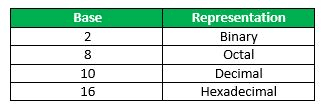 Base Representation
2 Binary
8 Octal
10 Decimal
16 Hexadecimal